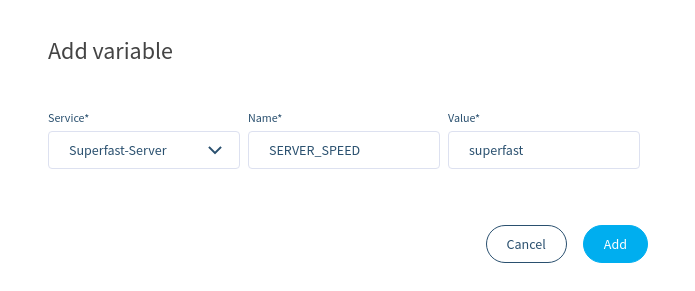 Add variable
Service* Name* Value*
Superfast-Server SERVER_SPEED superfast
Cancel Add